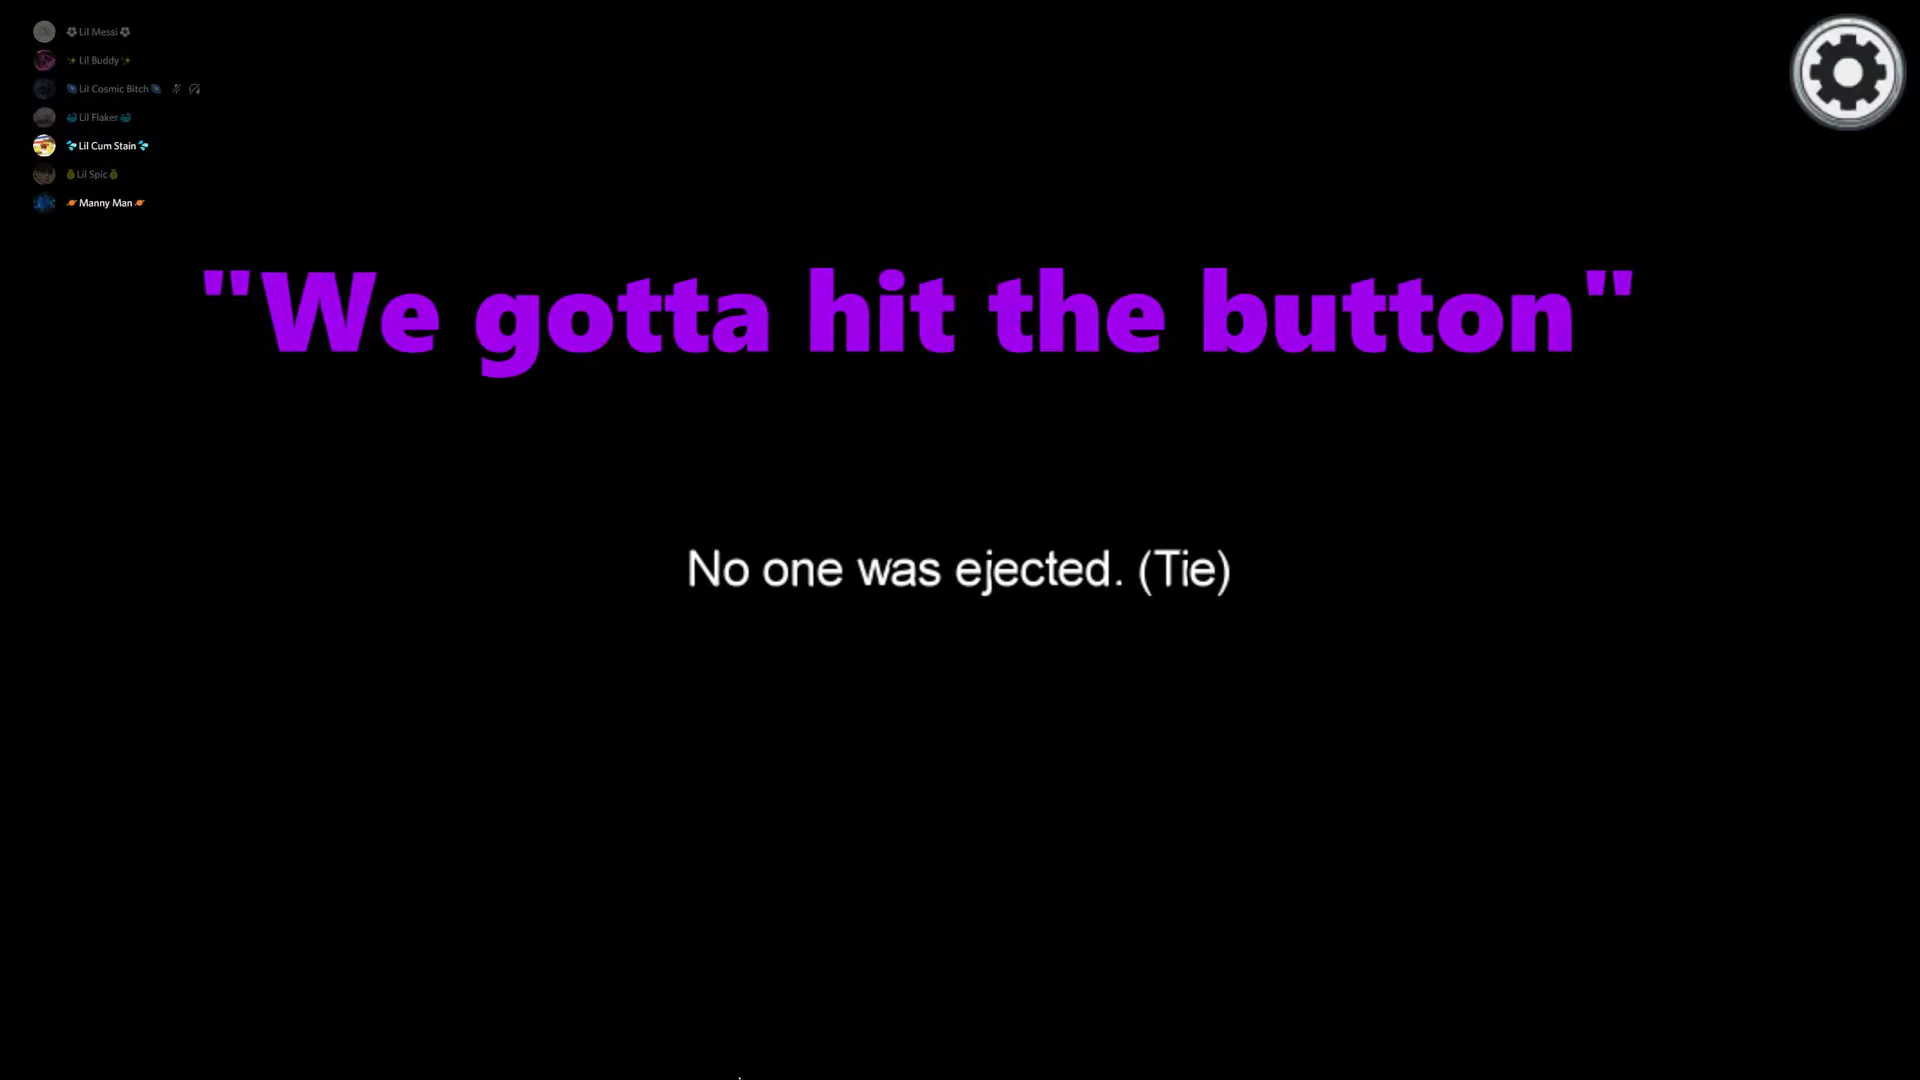 Lil Messi
Lil Buddy
Lil Cosmic Bitch
Lil Flaker
Lil Cum Stain
Lil Spic
Manny Man
"We gotta hit the button"
No one was ejected. (Tie)